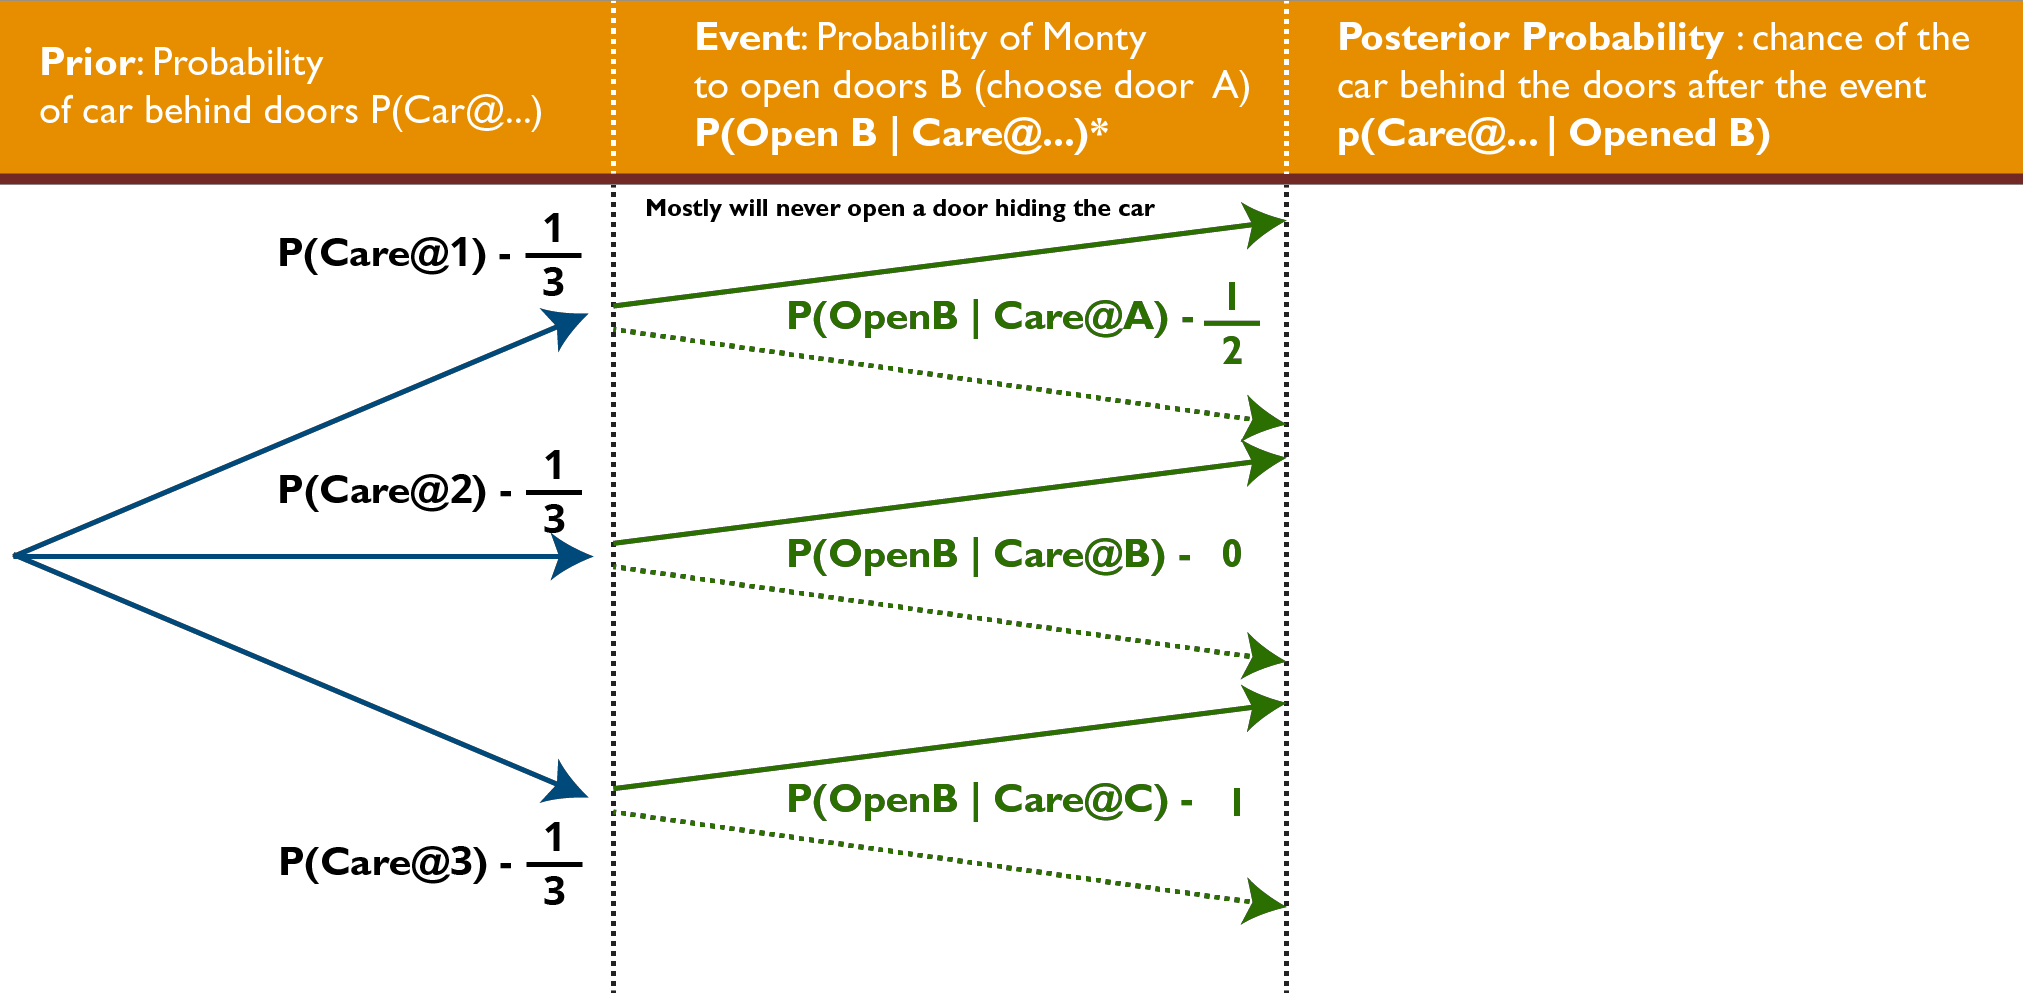 Prior: Probability
of car behind doors P(Car@...)
Event: Probability of Monty
to open doors B (choose door A)
P(Open B | Care@...)*
Posterior Probability : chance of the
car behind the doors after the event
p(Care@... | Opened B)
Mostly will never open a door hiding the car
P(Care@1) - 1/3
P(OpenB | Care@A) - 1/2
P(Care@2) - 1/3
P(OpenB | Care@B) - 0
P(OpenB | Care@C) - 1
P(Care@3) - 1/3